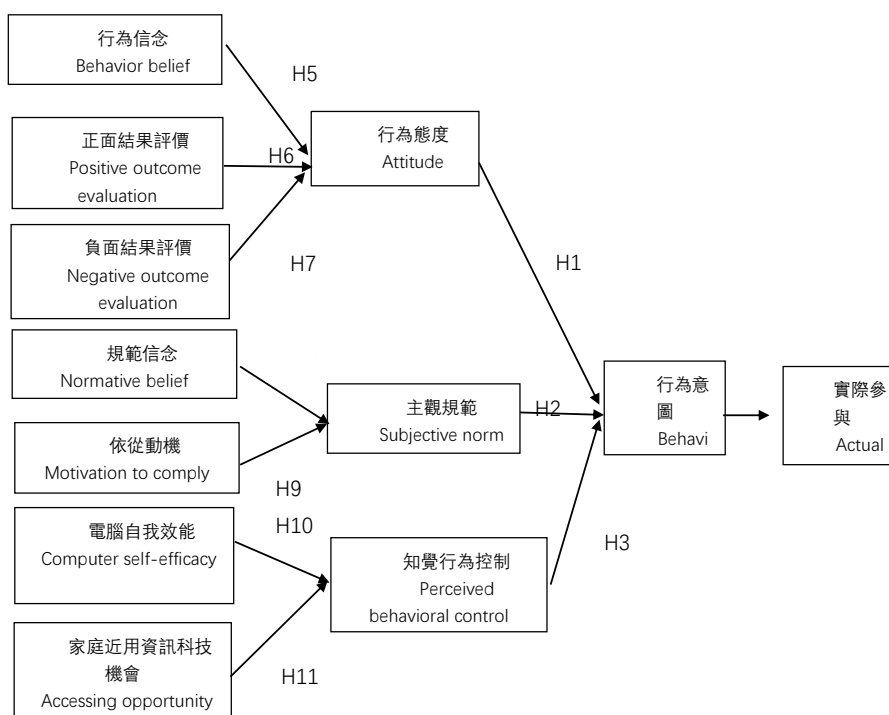 行為信念
Behavior belief
H5
正面結果評價
Positive outcome
evaluation
H6
行為態度
Attitude
負面結果評價
Negative outcome
evaluation
H7
H1
規範信念
Normative belief
主觀規範
Subjective norm
H2
行為意
圖
Behavi
實際參
與
Actual
依從動機
Motivation to comply
H9
H10
電腦自我效能
Computer self-efficacy
H3
知覺行為控制
Perceived
behavioral control
家庭近用資訊科技
機會
Accessing opportunity
H11